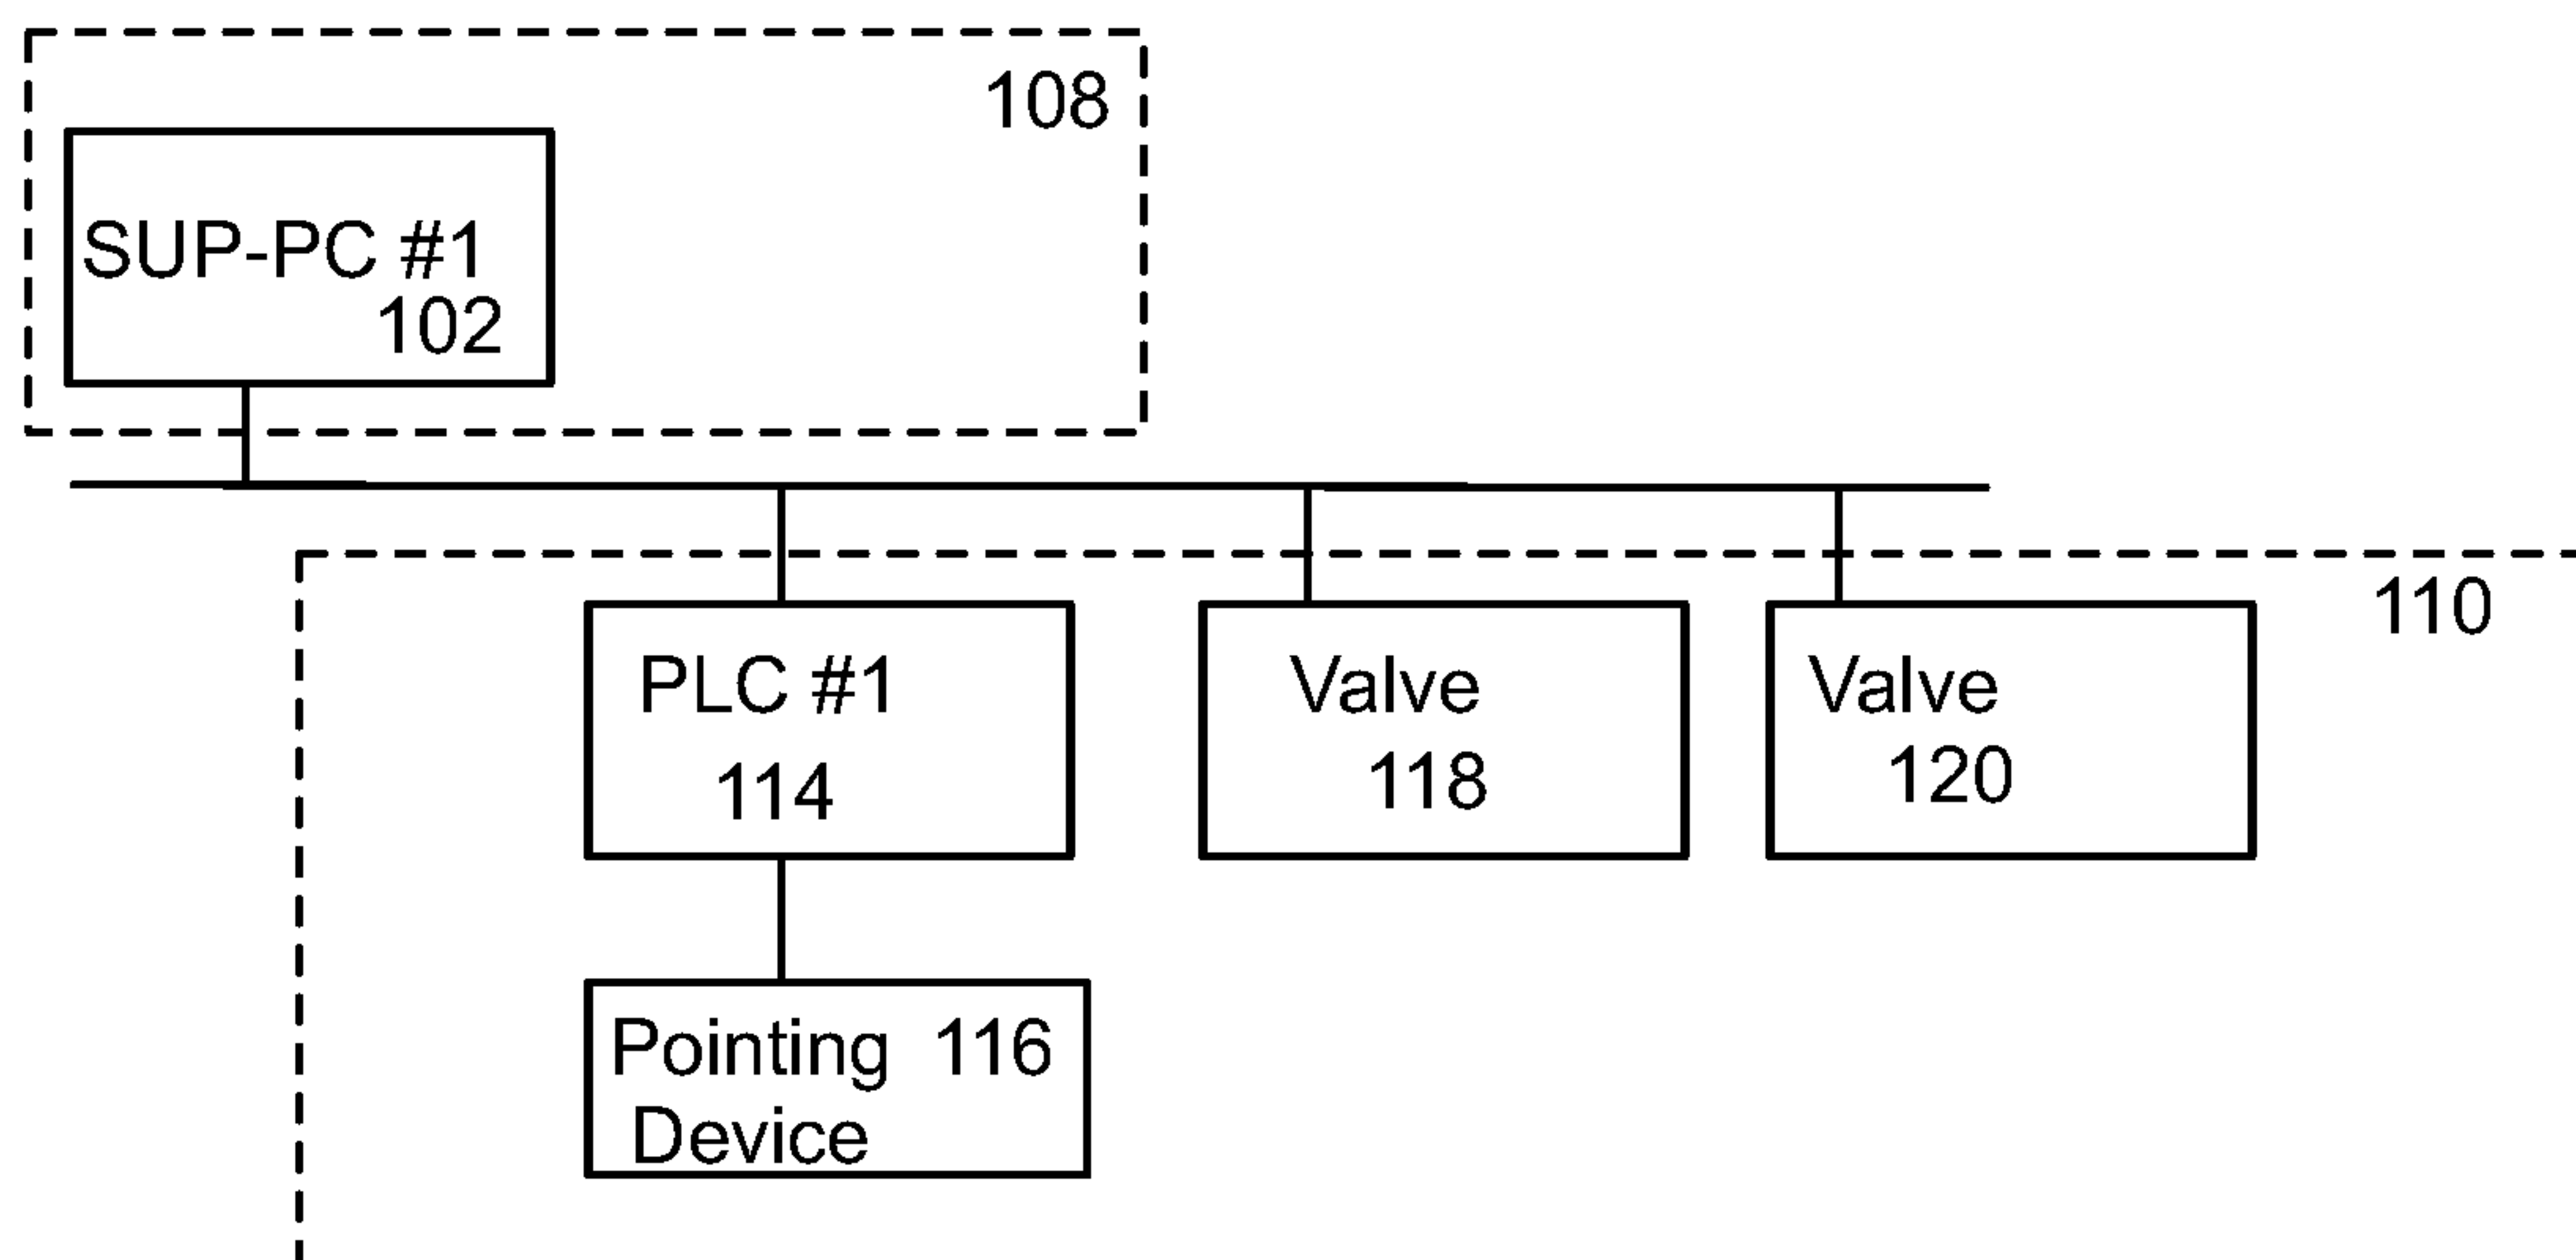 108
SUP-PC #1
102
110
PLC #1
114
Valve
118
Valve
120
Pointing 116
Device